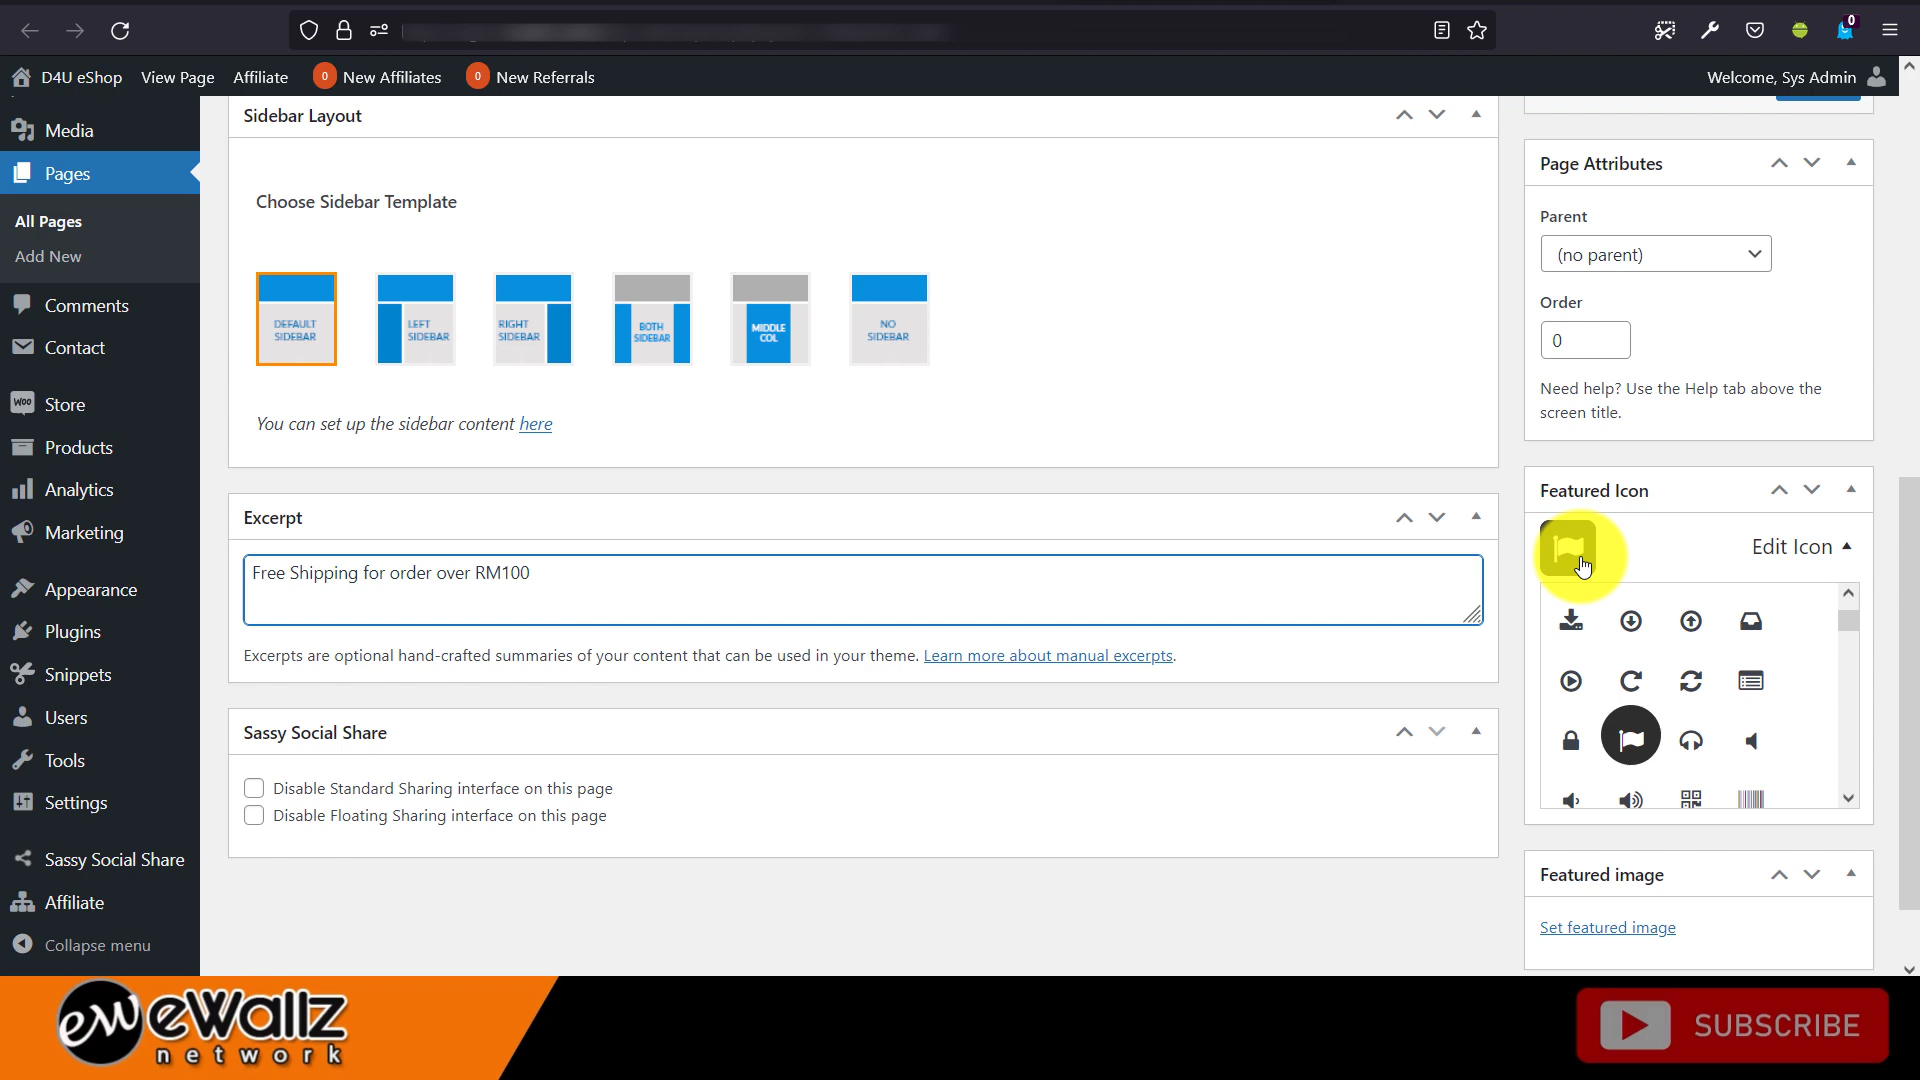 0
D4U eShop
View Page
Affiliate
0
New Affiliates
0
New Referrals
Welcome, Sys Admin
Media
Pages
All Pages
Add New
Comments
Contact
Woo
Store
Products
Analytics
Marketing
Appearance
Plugins
Snippets
Users
Tools
Settings
Sassy Social Share
Affiliate
Collapse menu
Sidebar Layout
Choose Sidebar Template
DEFAULT
SIDEBAR
LEFT
SIDEBAR
RIGHT
SIDEBAR
BOTH
SIDEBAR
MIDDLE
COL
NO
SIDEBAR
You can set up the sidebar content here
Excerpt
Free Shipping for order over RM100
Excerpts are optional hand-crafted summaries of your content that can be used in your theme. Learn more about manual excerpts.
Sassy Social Share
Disable Standard Sharing interface on this page
Disable Floating Sharing interface on this page
Page Attributes
Parent
(no parent)
Order
0
Need help? Use the Help tab above the
screen title.
Featured Icon
Edit Icon
Featured image
Set featured image
ew eWallz
network
SUBSCRIBE